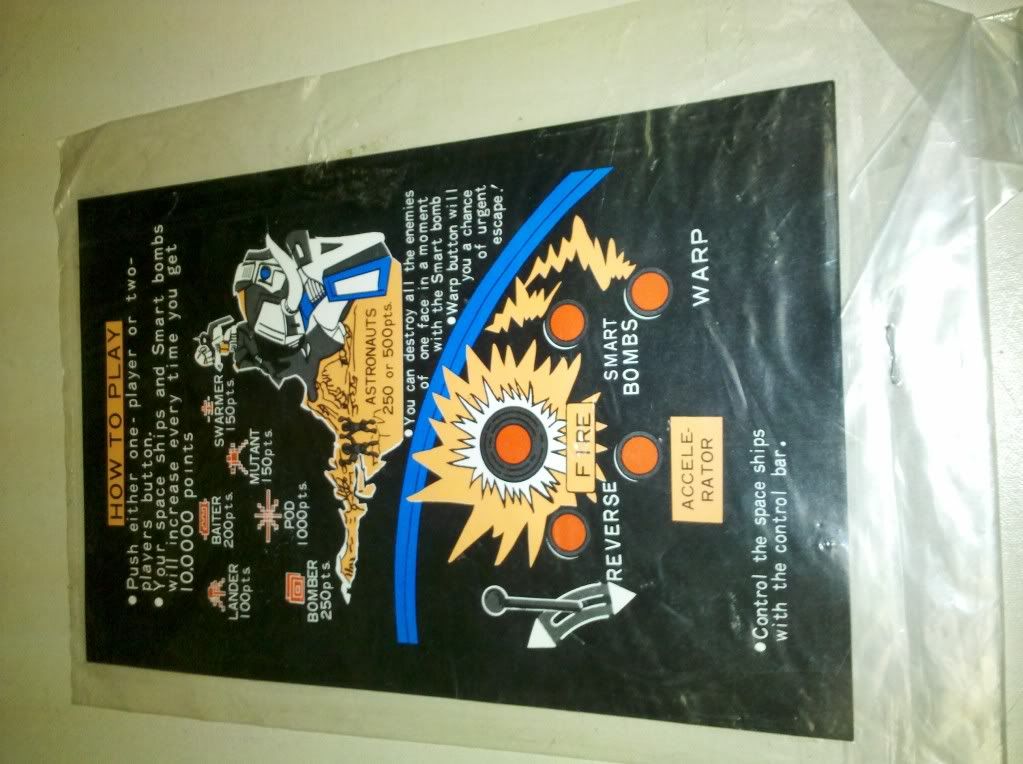 HOW TO PLAY
• Push either one- player or two-
players button.
• Your space ships and Smart bombs
will increase every time you get
10,000 points
LANDER
100pts.
BAITER
200pts.
SWARMER
150pts.
BOMBER
250pts.
POD
1000pts.
MUTANT
150pts.
ASTRONAUTS
250 or 500pts.
• You can destroy all the enemies
of one face in a moment
with the Smart bomb
• Warp button will
you a chance
of urgent
escape!
REVERSE
FIRE
SMART
BOMBS
ACCELE-
RATOR
WARP
• Control the space ships
with the control bar.